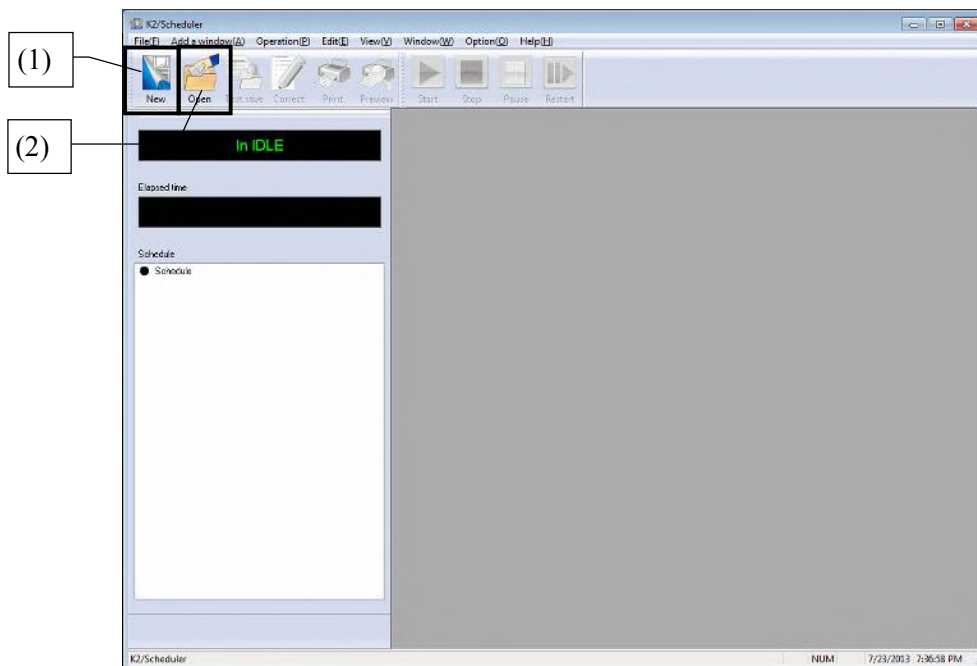 K2/Scheduler
File(F) Add a window(A) Operation(P) Edit(E) View(V) Window(W) Option(O) Help(H)
(1)
New Open Test save Correct Print Preview Start Stop Pause Restart
(2)
In IDLE
Elapsed time
Schedule
Schedule
K2/Scheduler NUM 7/23/2013 7:36:58 PM